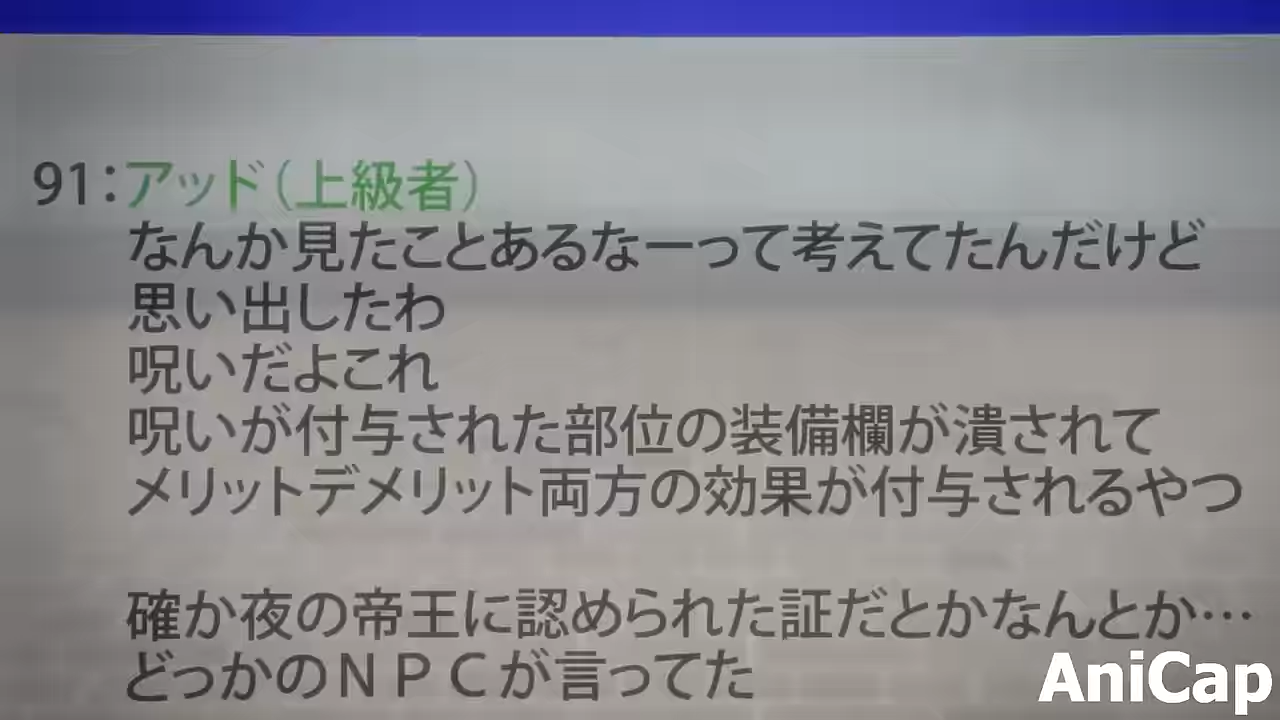 91：アッド（上級者）
なんか見たことあるなーって考えてたんだけど
思い出したわ
呪いだよこれ
呪いが付与された部位の装備欄が潰されて
メリットデメリット両方の効果が付与されるやつ
確か夜の帝王に認められた証だとかなんとか…
どっかのＮＰＣが言ってた
AniCap